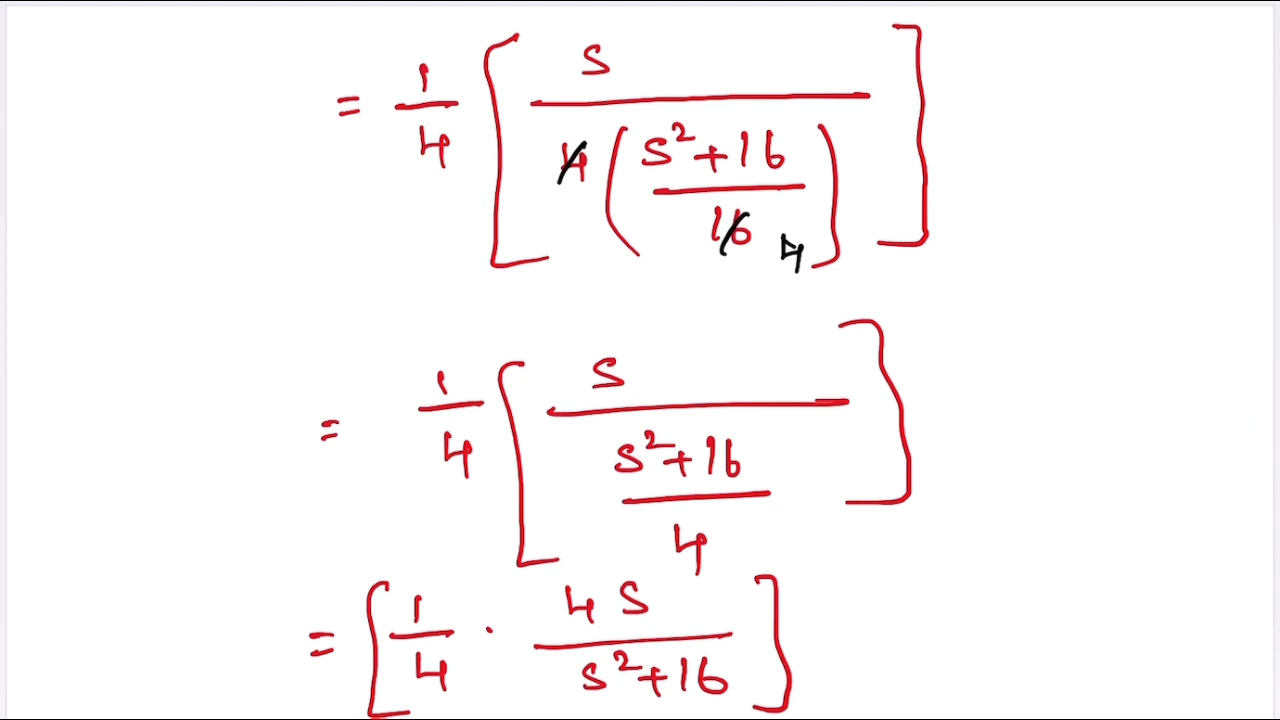 = 1/4 [ s / 4 ( s²+16 / 16 4 ) ]
= 1/4 [ s / s²+16 / 4 ]
= [ 1/4 · 4s / s²+16 ]